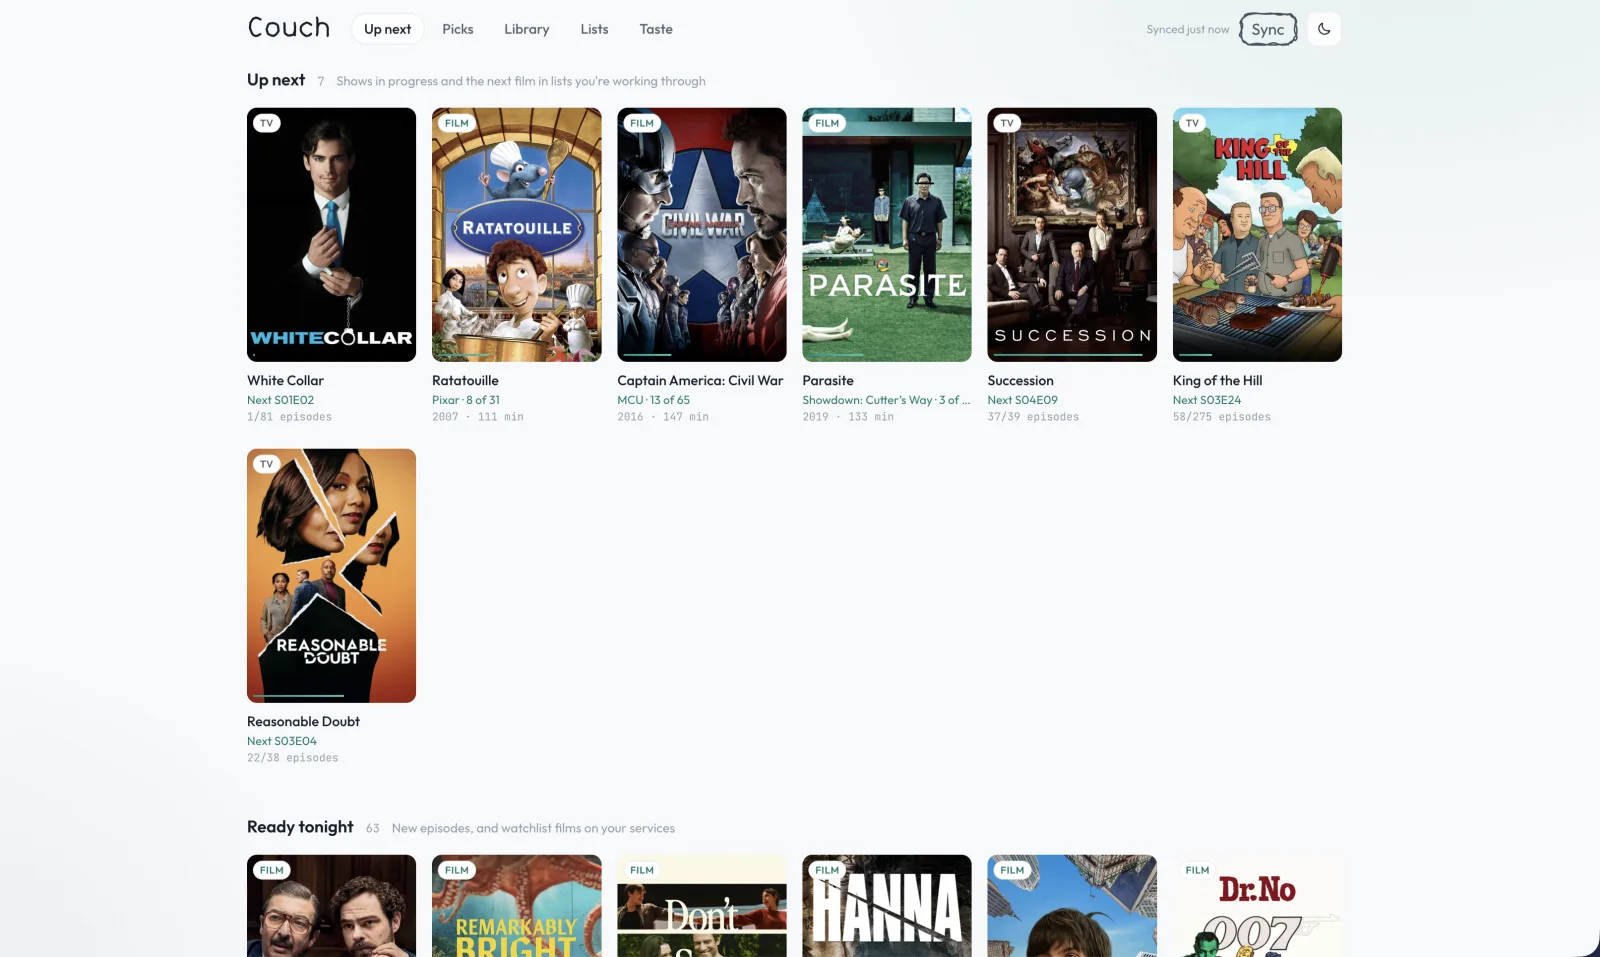 Couch
Up next Picks Library Lists Taste
Synced just now Sync
Up next 7 Shows in progress and the next film in lists you're working through
TV
WHITECOLLAR
White Collar
Next S01E02
1/81 episodes
FILM
RATATOUILLE
Ratatouille
Pixar · 8 of 31
2007 · 111 min
FILM
CAPTAIN AMERICA
CIVIL WAR
Captain America: Civil War
MCU · 13 of 65
2016 · 147 min
FILM
PARASITE
Parasite
Showdown: Cutter's Way · 3 of ...
2019 · 133 min
TV
SUCCESSION
Succession
Next S04E09
37/39 episodes
TV
KING OF THE HILL
King of the Hill
Next S03E24
58/275 episodes
TV
REASONABLE
DOUBT
Reasonable Doubt
Next S03E04
22/38 episodes
Ready tonight 63 New episodes, and watchlist films on your services
FILM
FILM
REMARKABLY
BRIGHT
FILM
Don't
FILM
HANNA
FILM
FILM
Dr.No
007